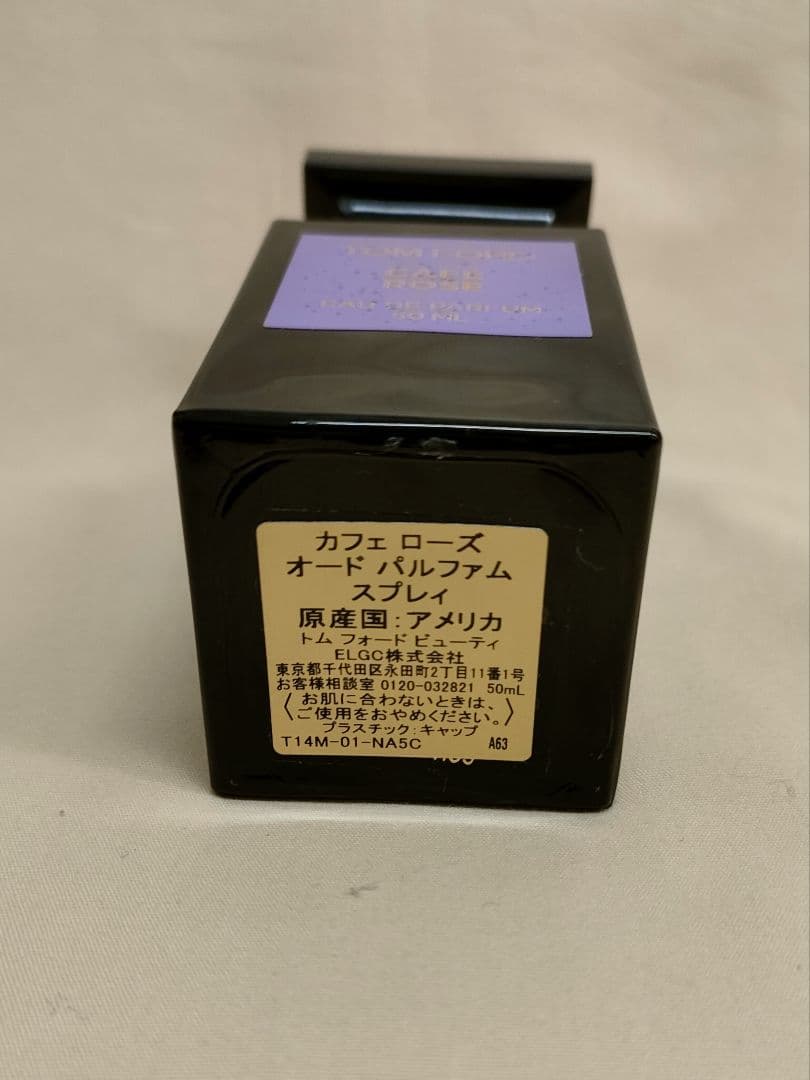 TOM FORD
CAFÉ
ROSE
EAU DE PARFUM
50 ML
カフェ ローズ
オード パルファム
スプレィ
原産国:アメリカ
トム フォード ビューティ
ELGC株式会社
東京都千代田区永田町2丁目11番1号
お客様相談室 0120-032821 50mL
〈お肌に合わないときは、
ご使用をおやめください。〉
プラスチック:キャップ
T14M-01-NA5C A63